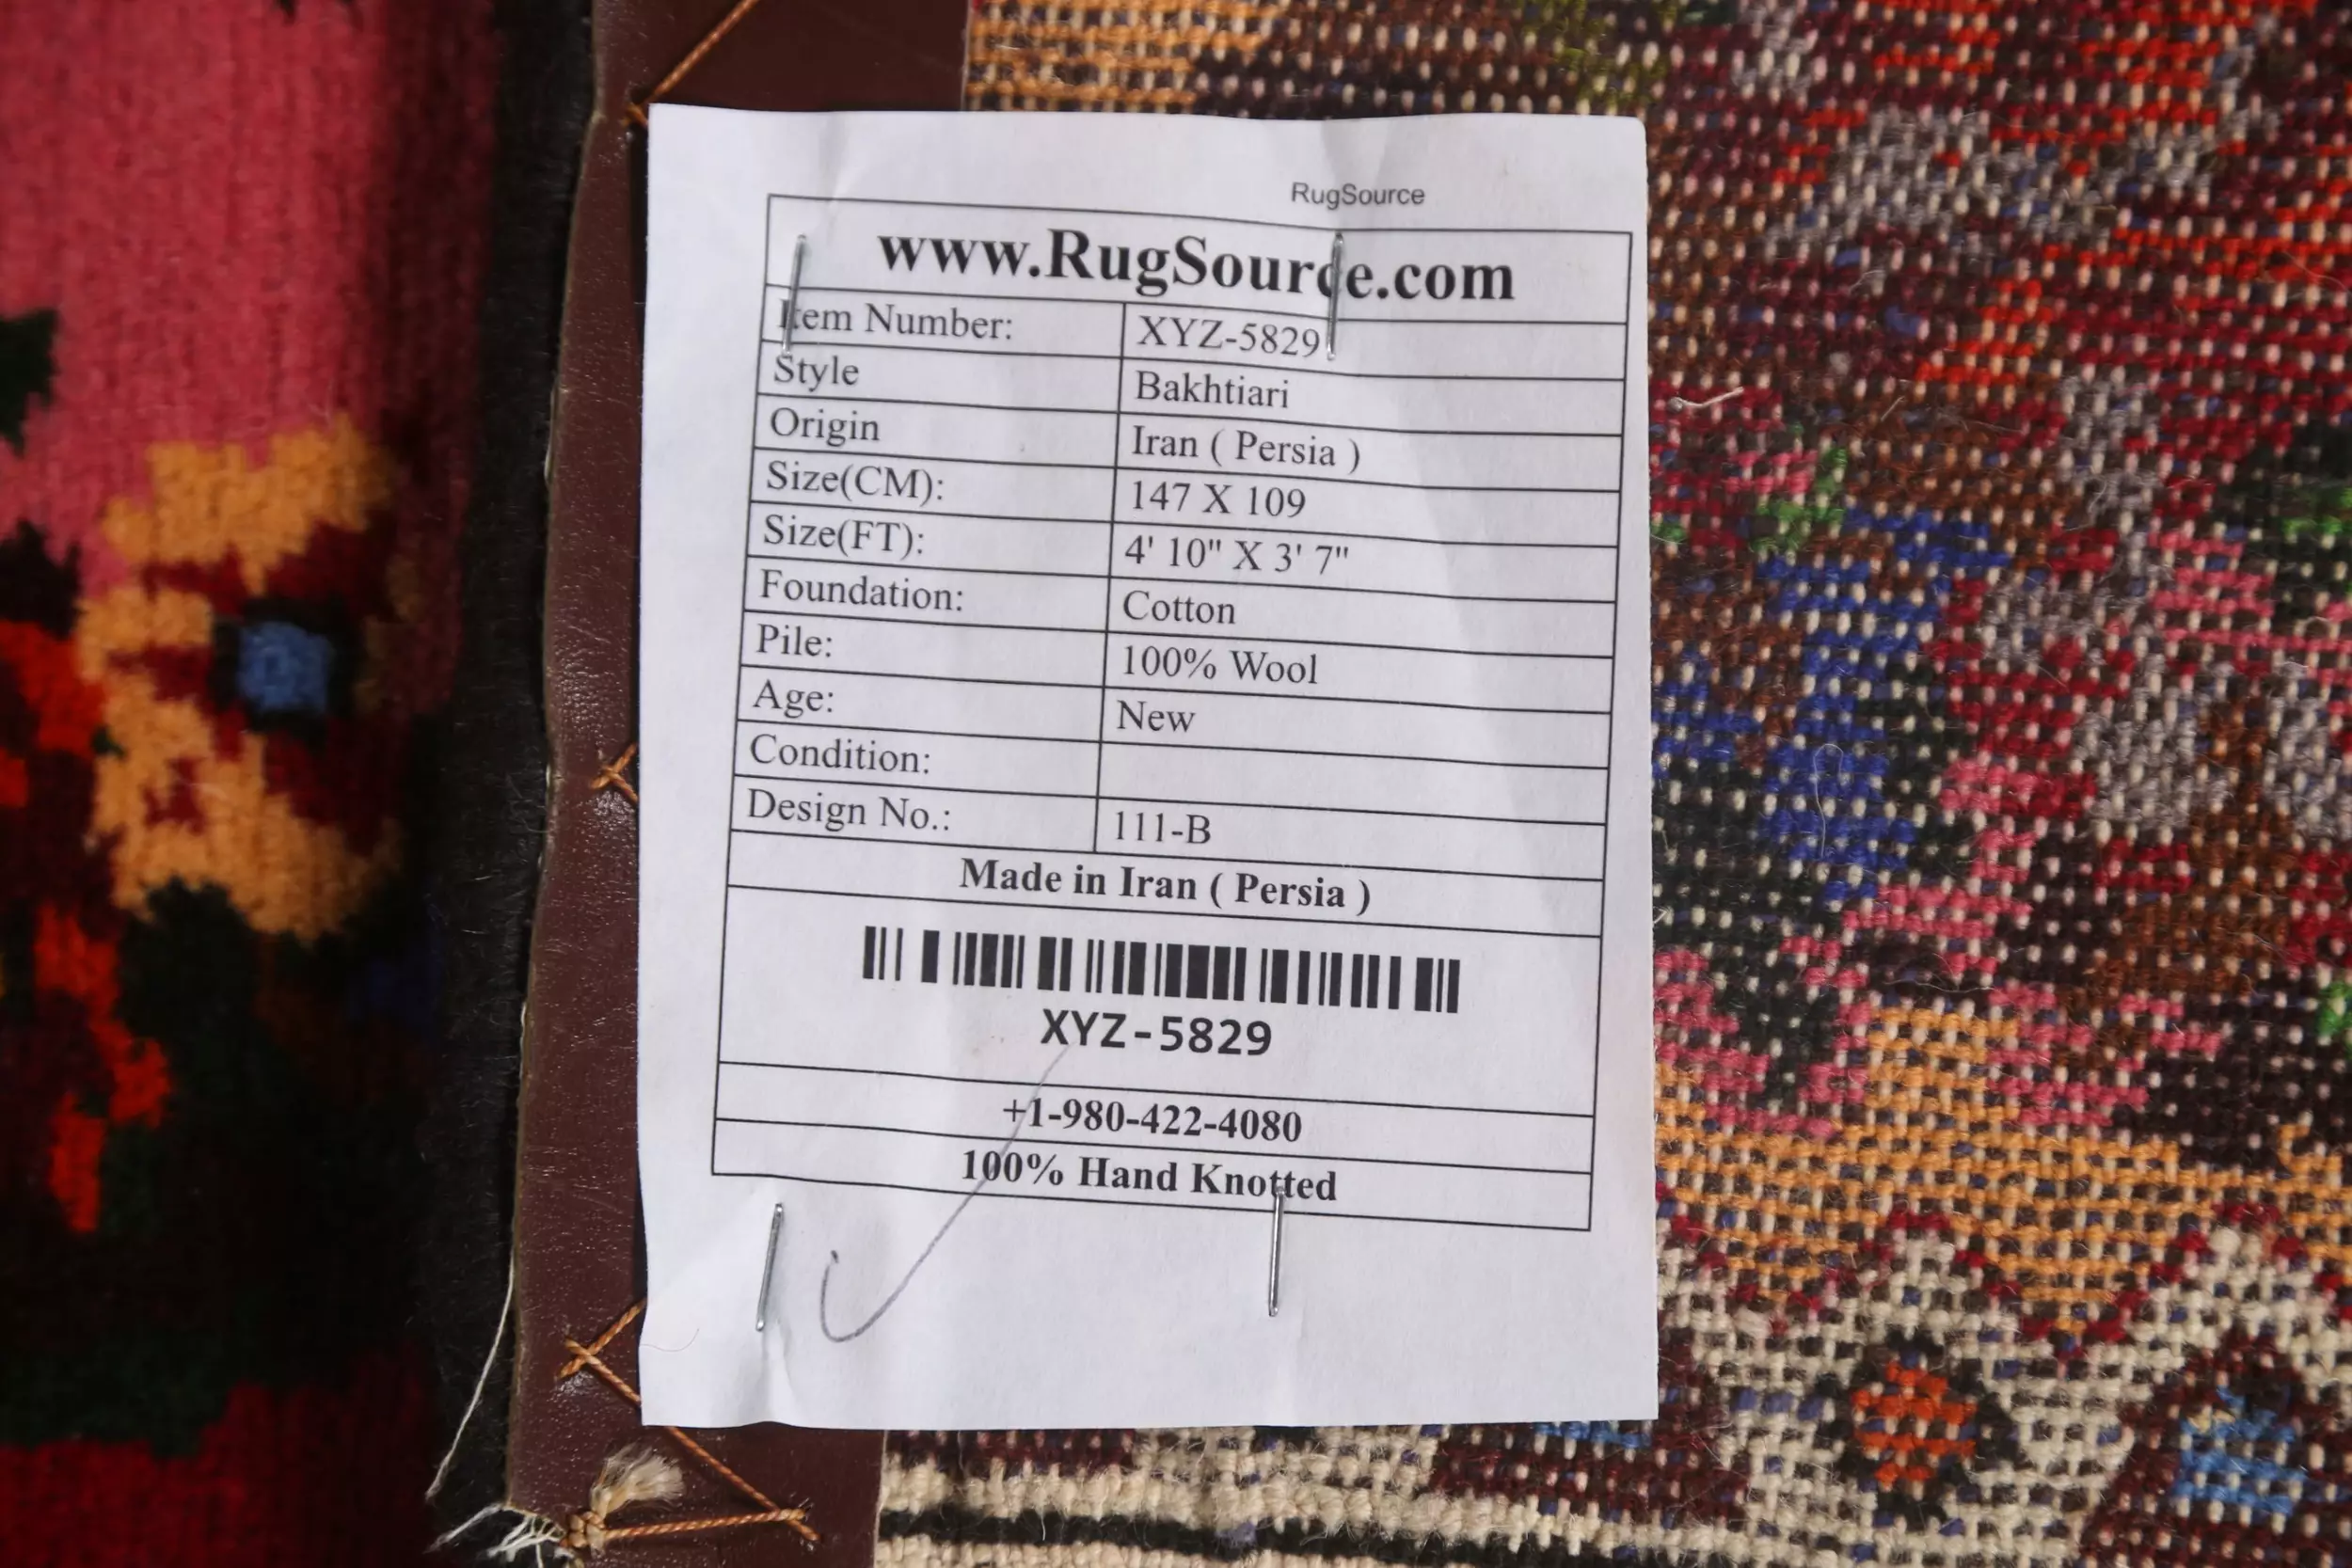 RugSource
www.RugSource.com
Item Number: XYZ-5829
Style Bakhtiari
Origin Iran ( Persia )
Size(CM): 147 X 109
Size(FT): 4' 10" X 3' 7"
Foundation: Cotton
Pile: 100% Wool
Age: New
Condition:
Design No.: 111-B
Made in Iran ( Persia )
XYZ-5829
+1-980-422-4080
100% Hand Knotted